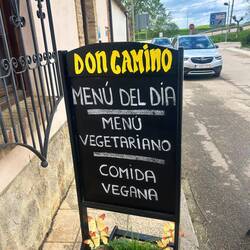 DON CAMINO
MENÚ DEL DÍA
MENÚ
VEGETARIANO
COMIDA
VEGANA